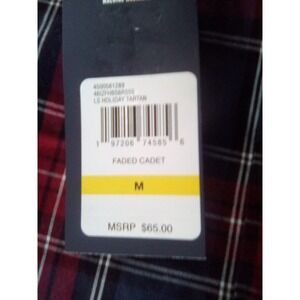 LS HOLIDAY TARTAN
1 97206 74585 6
FADED CADET
M
MSRP $65.00